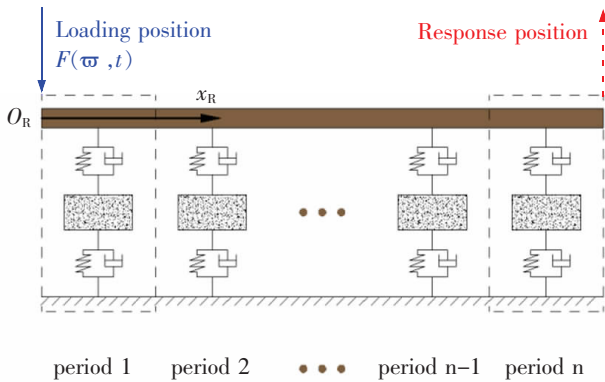 Loading position
F(ϖ,t)
Response position
x_R
O_R
period 1 period 2 period n-1 period n